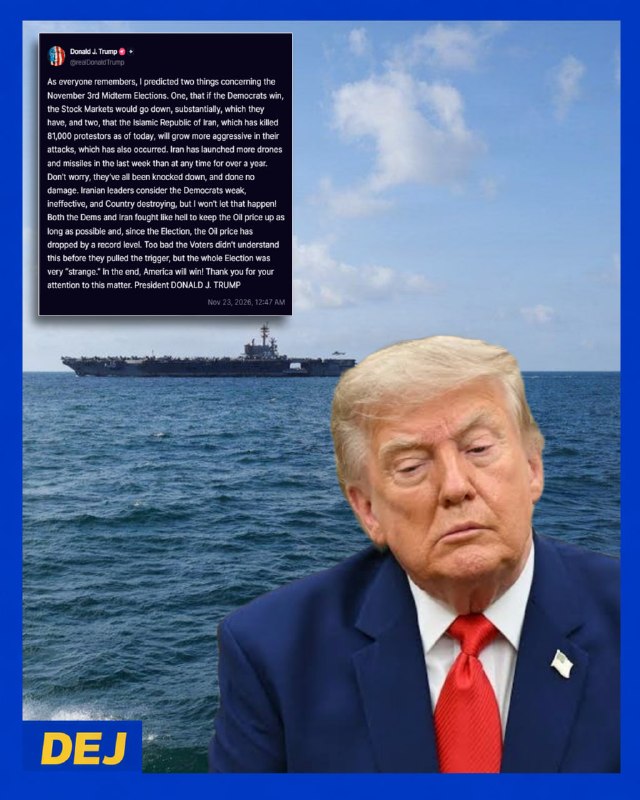 Donald J. Trump
@realDonaldTrump
As everyone remembers, I predicted two things concerning the
November 3rd Midterm Elections. One, that if the Democrats win,
the Stock Markets would go down, substantially, which they
have, and two, that the Islamic Republic of Iran, which has killed
81,000 protestors as of today, will grow more aggressive in their
attacks, which has also occurred. Iran has launched more drones
and missiles in the last week than at any time for over a year.
Don't worry, they've all been knocked down, and done no
damage. Iranian leaders consider the Democrats weak,
ineffective, and Country destroying, but I won't let that happen!
Both the Dems and Iran fought like hell to keep the Oil price up as
long as possible and, since the Election, the Oil price has
dropped by a record level. Too bad the Voters didn't understand
this before they pulled the trigger, but the whole Election was
very "strange." In the end, America will win! Thank you for your
attention to this matter. President DONALD J. TRUMP
Nov 23, 2026, 12:47 AM
DEJ